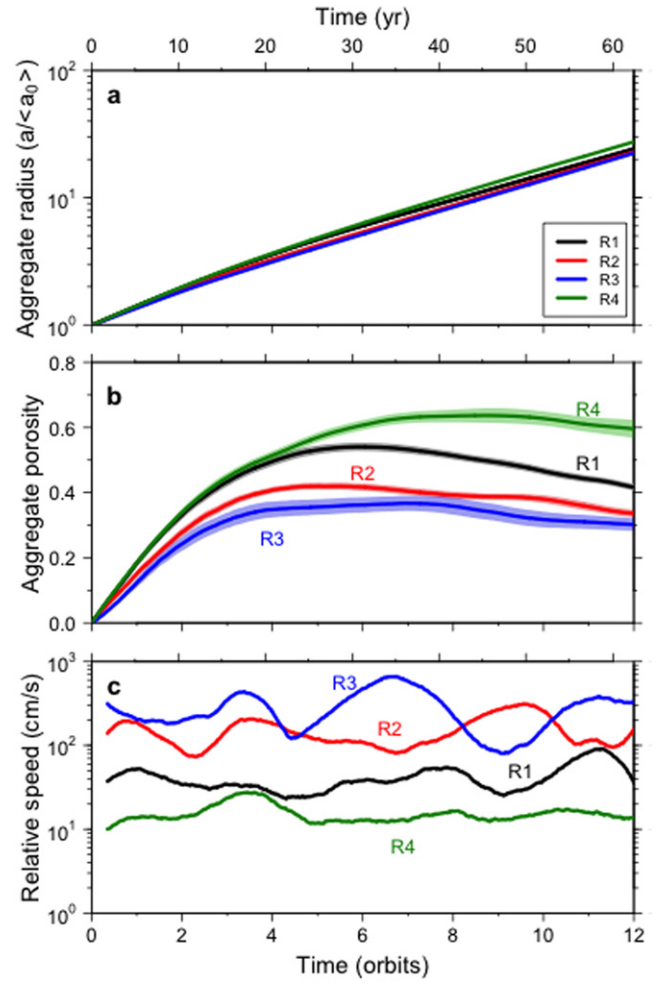 Time (yr)
0 10 20 30 40 50 60
a
10²
10¹
10⁰
Aggregate radius (a/<a₀>)
R1
R2
R3
R4
b
0.8
0.6
0.4
0.2
0.0
Aggregate porosity
R4
R1
R2
R3
c
10³
10²
10¹
10⁰
Relative speed (cm/s)
R3
R2
R1
R4
0 2 4 6 8 10 12
Time (orbits)